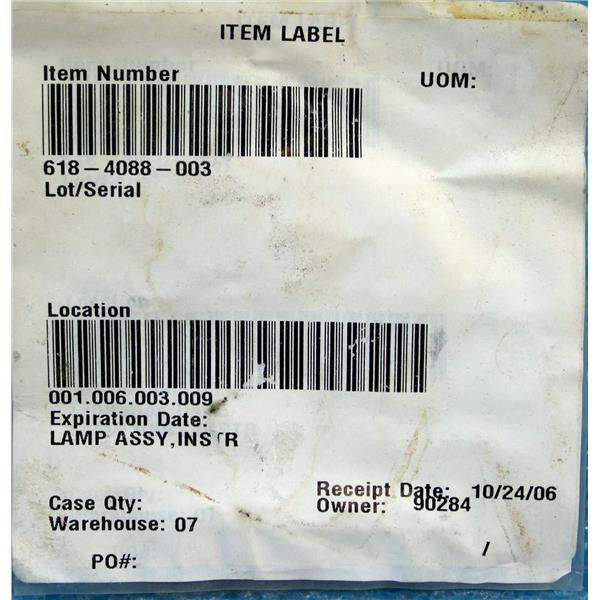 ITEM LABEL
Item Number UOM:
618-4088-003
Lot/Serial
Location
001.006.003.009
Expiration Date:
LAMP ASSY,INSTR
Receipt Date: 10/24/06
Case Qty: Owner: 90284
Warehouse: 07
/
PO#: